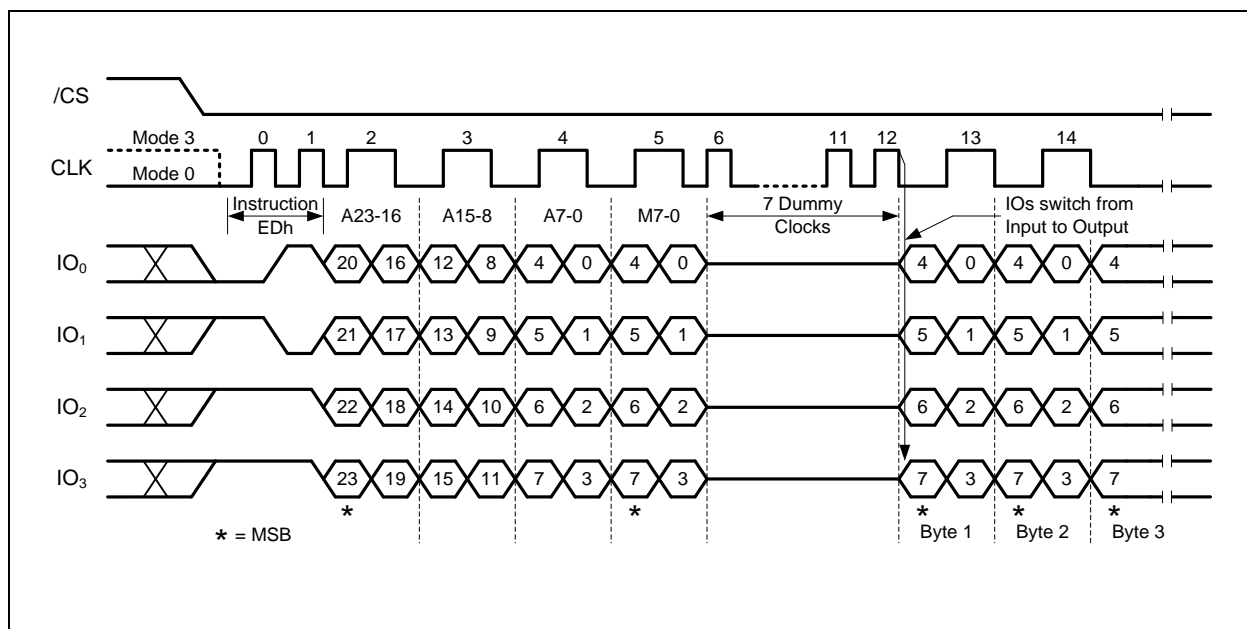 /CS
Mode 3 0 1 2 3 4 5 6 11 12 13 14
CLK
Mode 0
Instruction A23-16 A15-8 A7-0 M7-0 7 Dummy IOs switch from
EDh Clocks Input to Output
IO0 20 16 12 8 4 0 4 0 4 0 4 0 4
IO1 21 17 13 9 5 1 5 1 5 1 5 1 5
IO2 22 18 14 10 6 2 6 2 6 2 6 2 6
IO3 23 19 15 11 7 3 7 3 7 3 7 3 7
* * * * *
* = MSB Byte 1 Byte 2 Byte 3